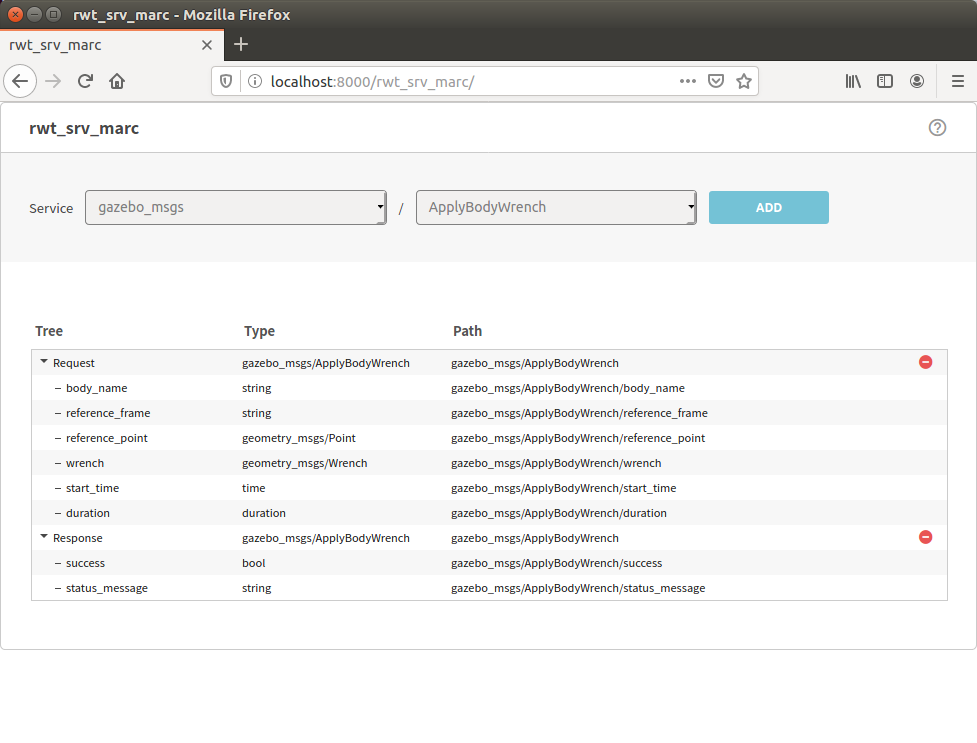 rwt_srv_marc - Mozilla Firefox
rwt_srv_marc
localhost:8000/rwt_srv_marc/
rwt_srv_marc
Service gazebo_msgs / ApplyBodyWrench ADD
Tree Type Path
Request gazebo_msgs/ApplyBodyWrench gazebo_msgs/ApplyBodyWrench
– body_name string gazebo_msgs/ApplyBodyWrench/body_name
– reference_frame string gazebo_msgs/ApplyBodyWrench/reference_frame
– reference_point geometry_msgs/Point gazebo_msgs/ApplyBodyWrench/reference_point
– wrench geometry_msgs/Wrench gazebo_msgs/ApplyBodyWrench/wrench
– start_time time gazebo_msgs/ApplyBodyWrench/start_time
– duration duration gazebo_msgs/ApplyBodyWrench/duration
Response gazebo_msgs/ApplyBodyWrench gazebo_msgs/ApplyBodyWrench
– success bool gazebo_msgs/ApplyBodyWrench/success
– status_message string gazebo_msgs/ApplyBodyWrench/status_message